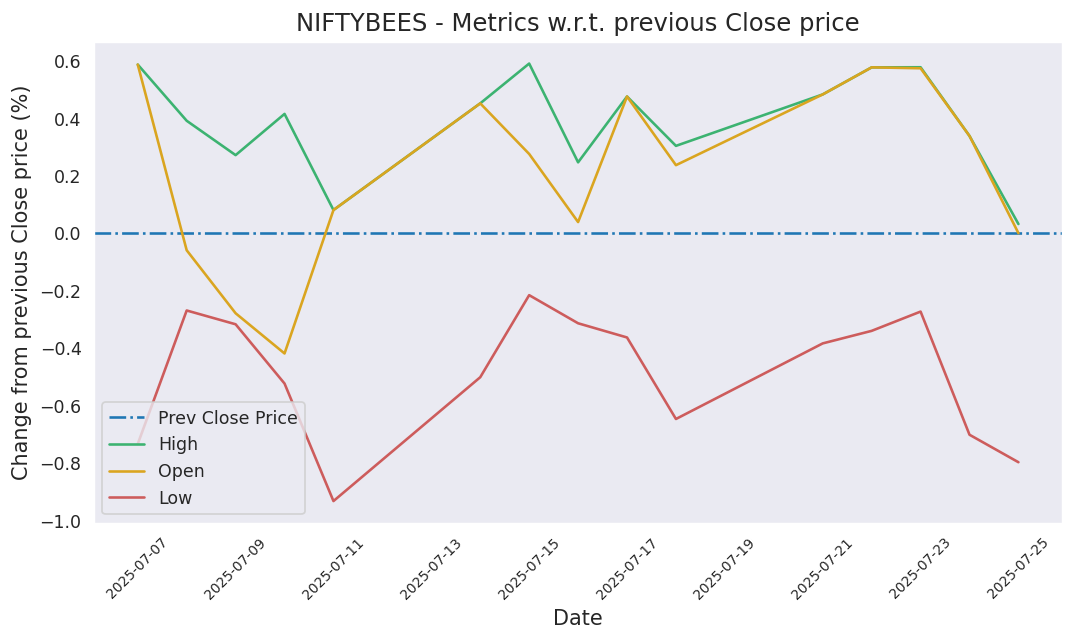 NIFTYBEES - Metrics w.r.t. previous Close price
Change from previous Close price (%)
0.6
0.4
0.2
0.0
−0.2
−0.4
−0.6
−0.8
−1.0
Prev Close Price
High
Open
Low
2025-07-07
2025-07-09
2025-07-11
2025-07-13
2025-07-15
2025-07-17
2025-07-19
2025-07-21
2025-07-23
2025-07-25
Date